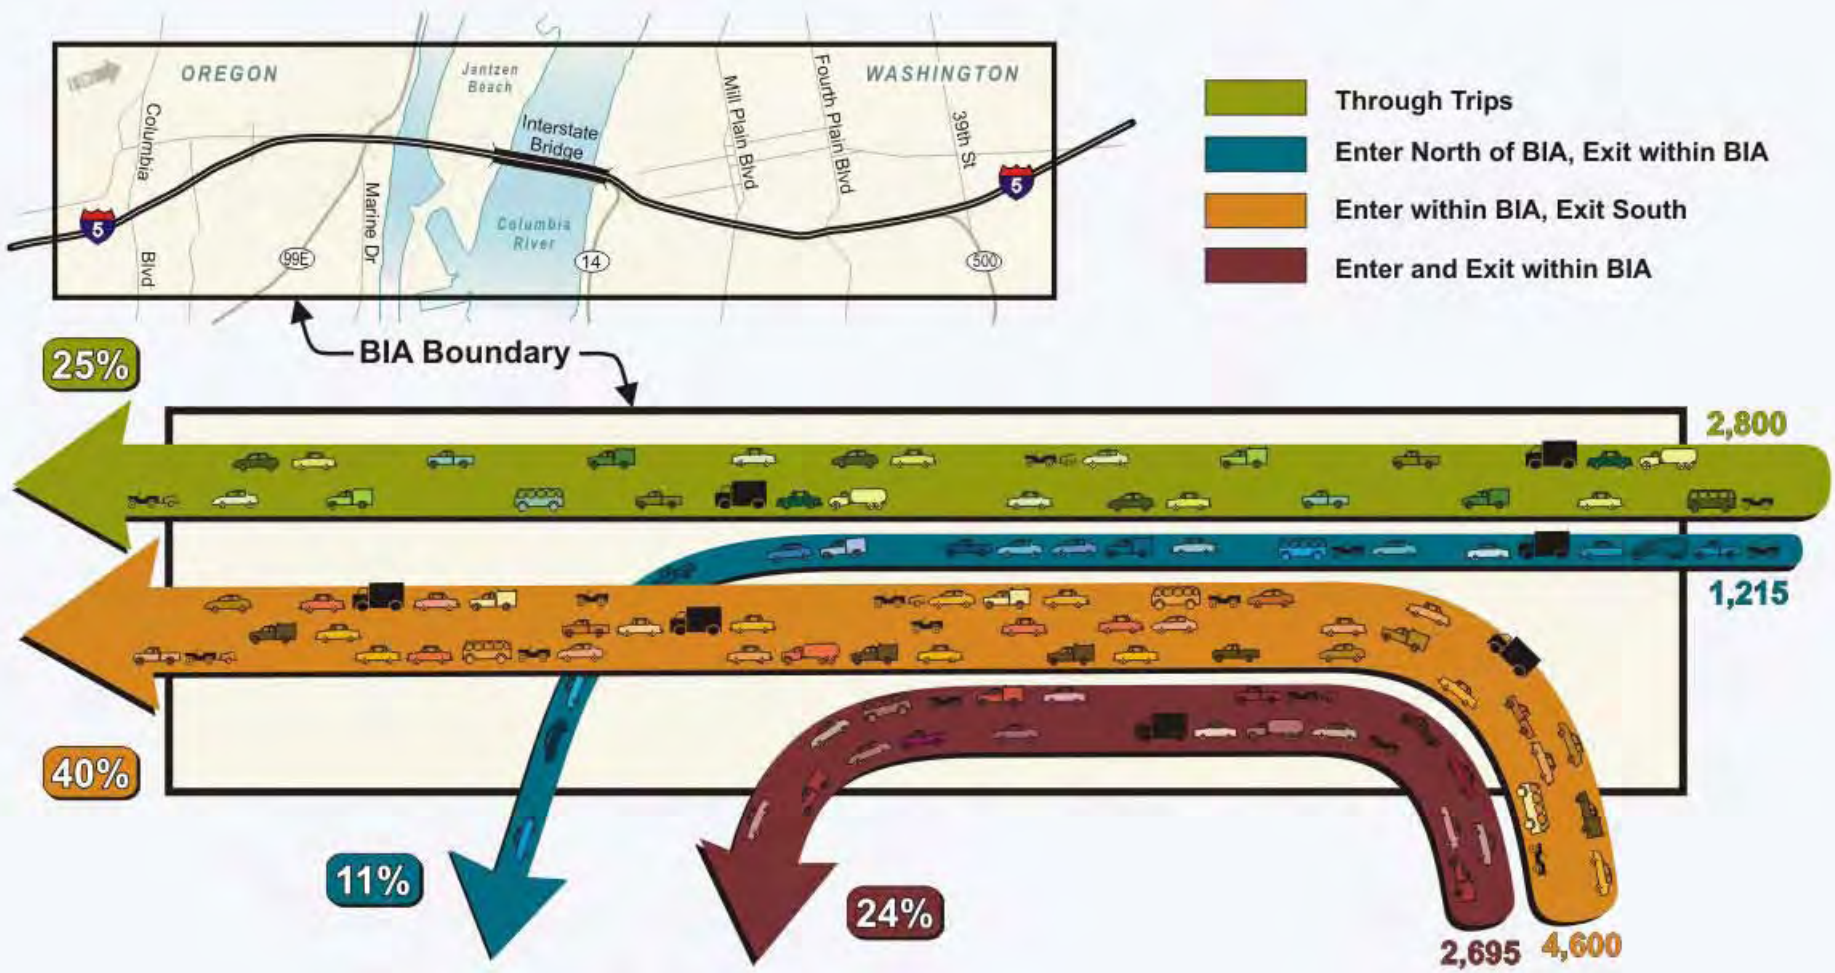 OREGON
Jantzen
Beach
WASHINGTON
Columbia
Blvd
Interstate
Bridge
Mill Plain Blvd
Fourth Plain Blvd
39th St
Marine Dr
Columbia
River
5
5
99E
14
500
Through Trips
Enter North of BIA, Exit within BIA
Enter within BIA, Exit South
Enter and Exit within BIA
BIA Boundary
25%
2,800
1,215
40%
11%
24%
2,695
4,600